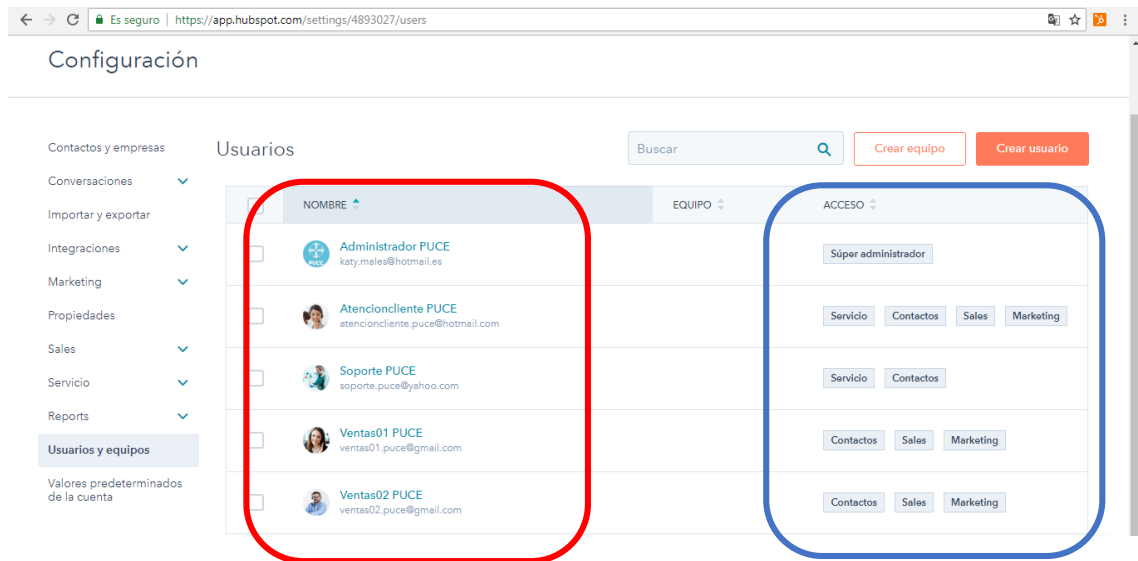 Es seguro | https://app.hubspot.com/settings/4893027/users
Configuración
Contactos y empresas
Conversaciones
Importar y exportar
Integraciones
Marketing
Propiedades
Sales
Servicio
Reports
Usuarios y equipos
Valores predeterminados
de la cuenta
Usuarios
Buscar
Crear equipo
Crear usuario
NOMBRE EQUIPO ACCESO
PUCE
Administrador PUCE
katy.males@hotmail.es
Súper administrador
Atencioncliente PUCE
atencioncliente.puce@hotmail.com
Servicio Contactos Sales Marketing
Soporte PUCE
soporte.puce@yahoo.com
Servicio Contactos
Ventas01 PUCE
ventas01.puce@gmail.com
Contactos Sales Marketing
Ventas02 PUCE
ventas02.puce@gmail.com
Contactos Sales Marketing